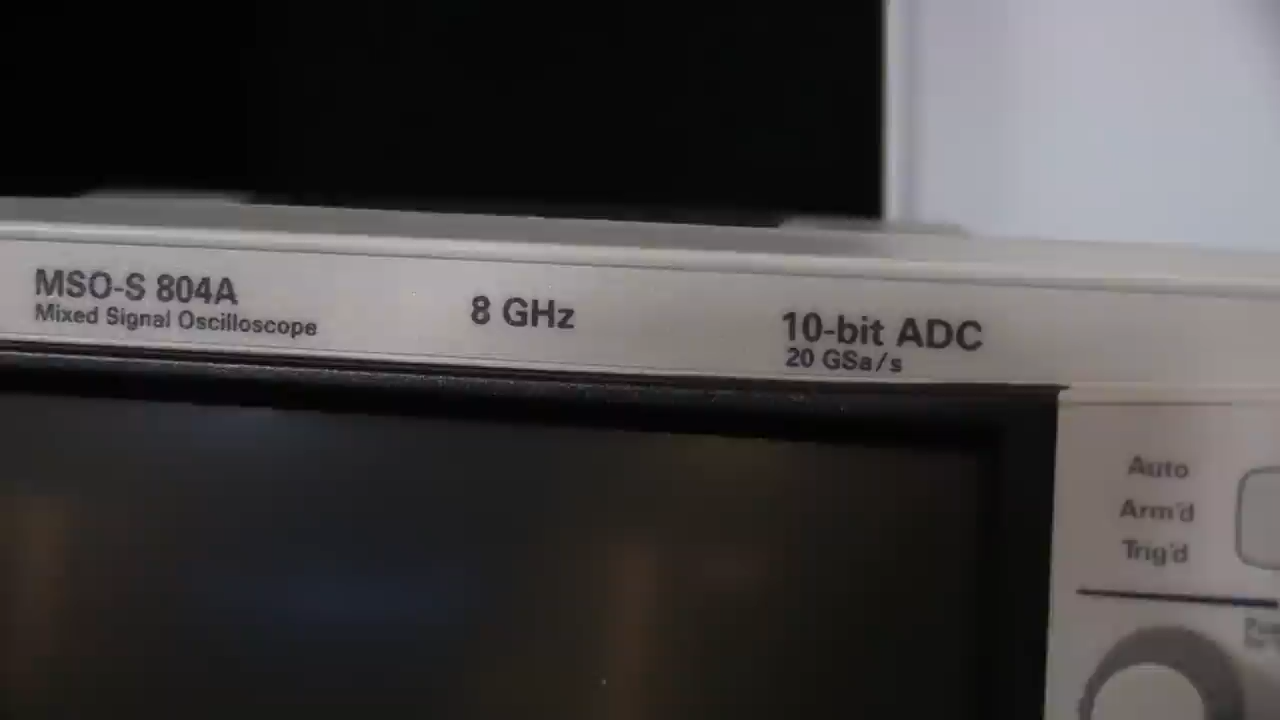 MSO-S 804A
Mixed Signal Oscilloscope
8 GHz
10-bit ADC
20 GSa/s
Auto
Arm'd
Trig'd